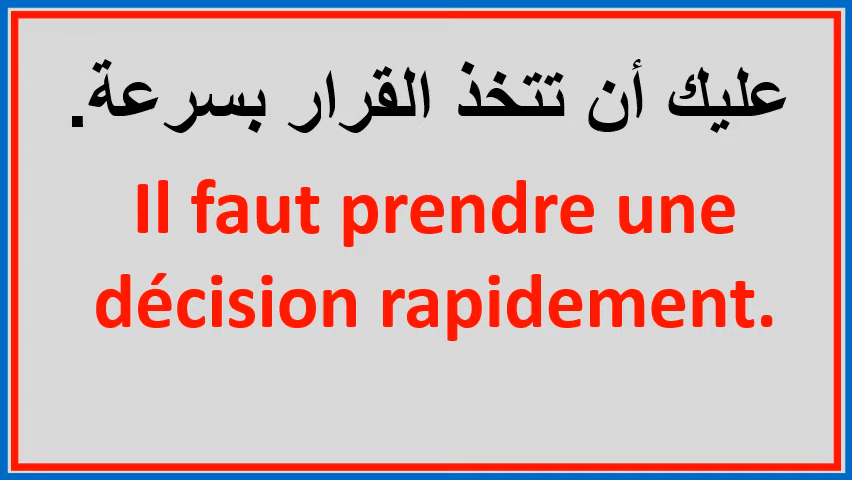 عليك أن تتخذ القرار بسرعة.
Il faut prendre une
décision rapidement.